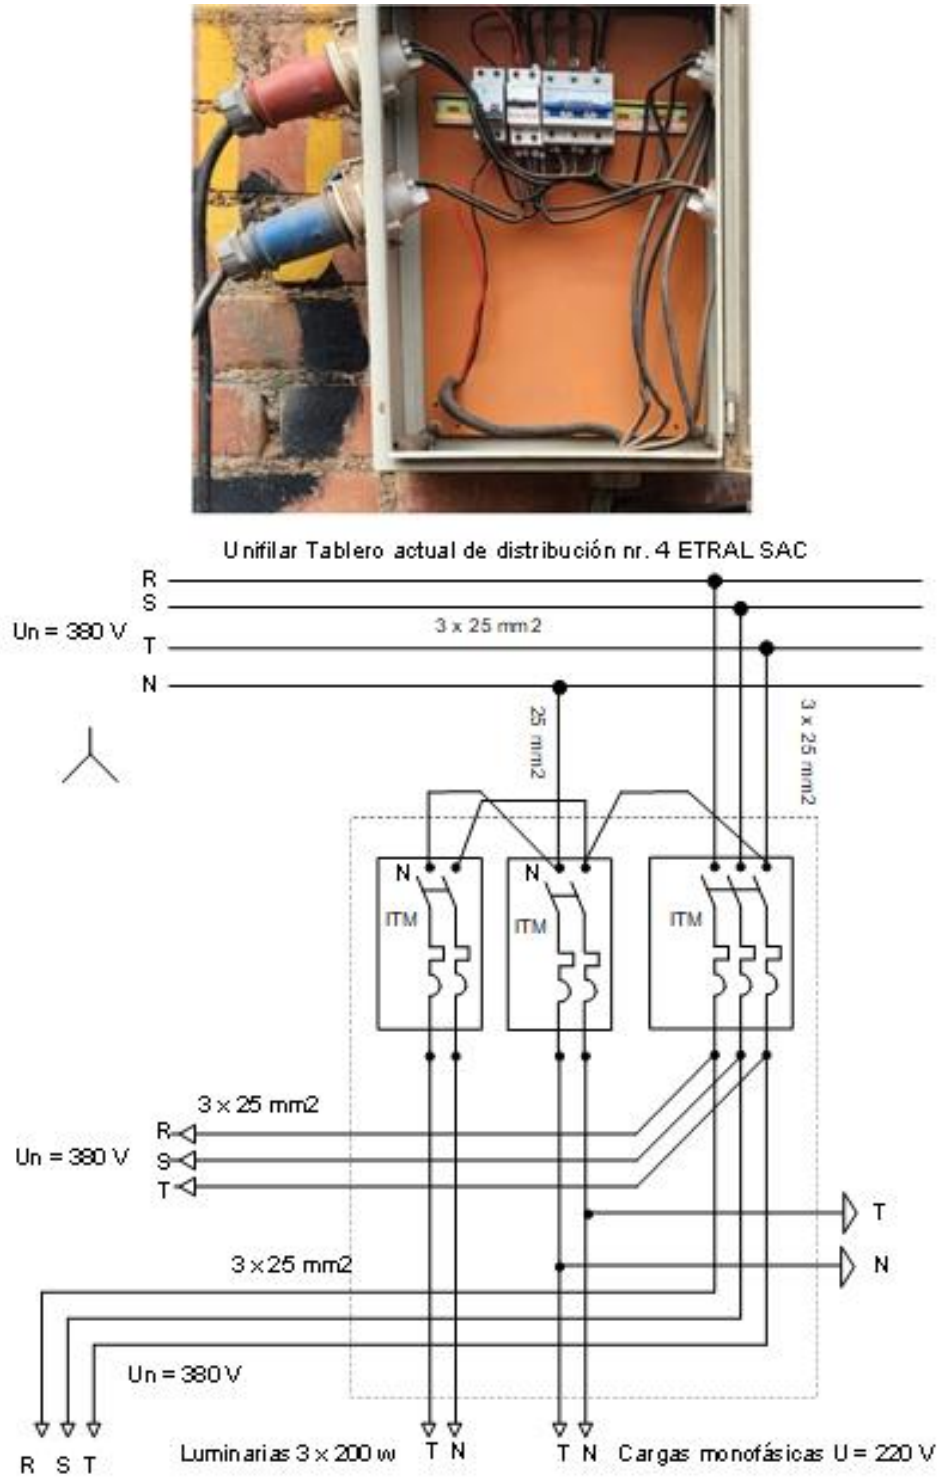 Unifilar Tablero actual de distribución nr. 4 ETRAL SAC
R
S
Un = 380 V
3 x 25 mm2
T
N
25 mm2
3 x 25 mm2
N
N
ITM
ITM
ITM
3 x 25 mm2
R
Un = 380 V
S
T
T
3 x 25 mm2
N
Un = 380 V
R S T
Luminarias 3 x 200 w
T N
T N
Cargas monofásicas U = 220 V